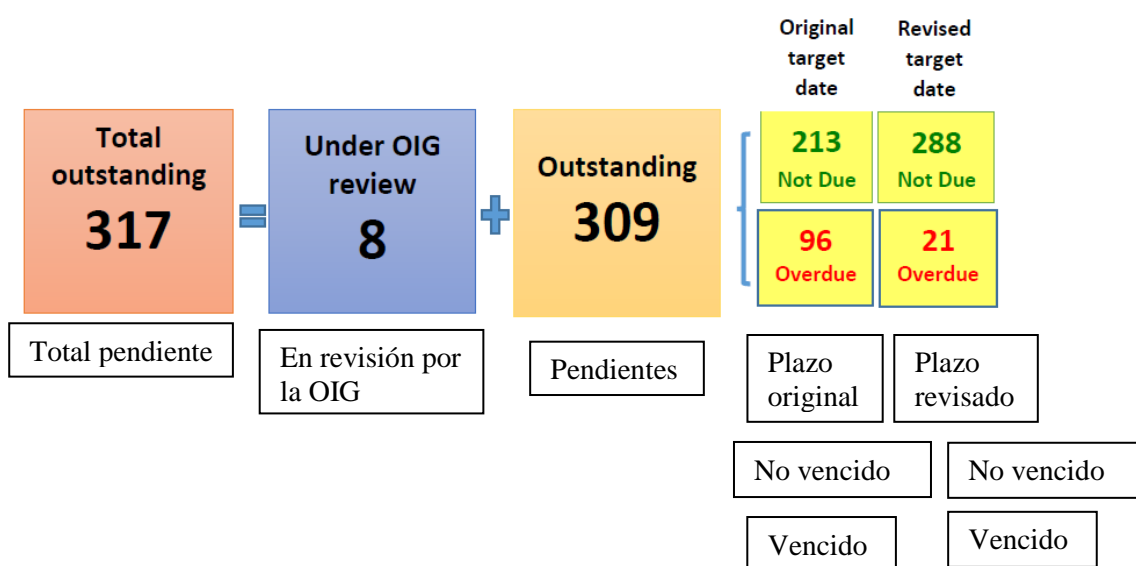 Original
target
date
Revised
target
date
Total
outstanding
317
=
Under OIG
review
8
+
Outstanding
309
213
Not Due
288
Not Due
96
Overdue
21
Overdue
Total pendiente
En revisión por
la OIG
Pendientes
Plazo
original
Plazo
revisado
No vencido
No vencido
Vencido
Vencido